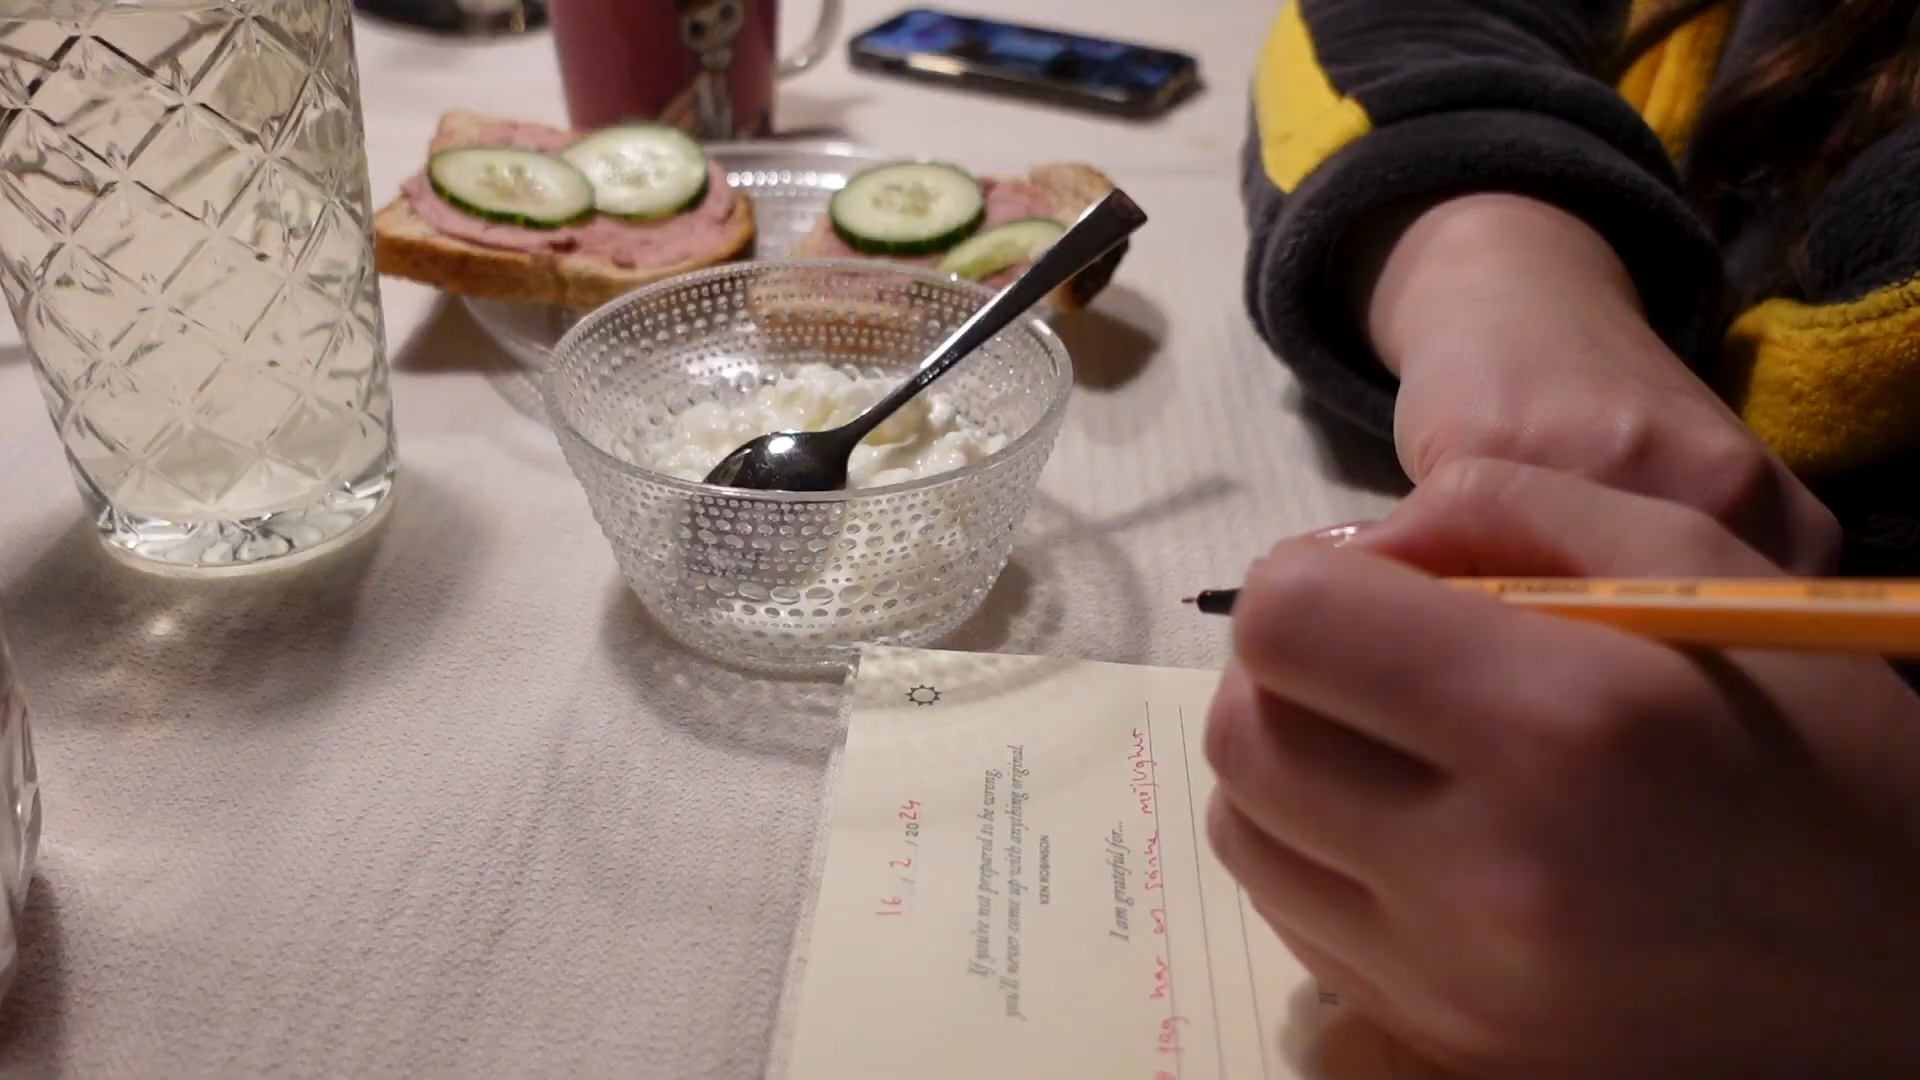 16 / 2 / 2024
If you're not prepared to be wrong,
you'll never come up with anything original.
KEN ROBINSON
I am grateful for...
jag har en sänke möjlighet